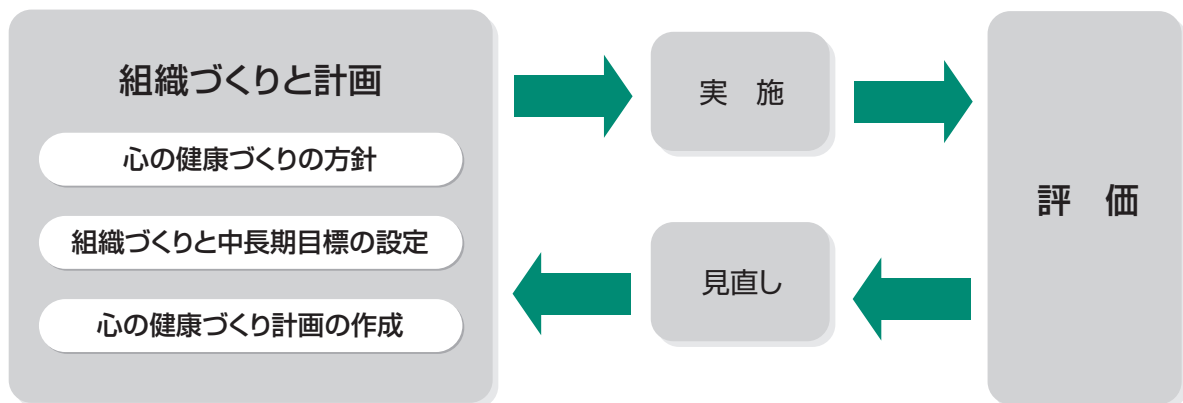 組織づくりと計画
心の健康づくりの方針
組織づくりと中長期目標の設定
心の健康づくり計画の作成
実　施
評　価
見直し